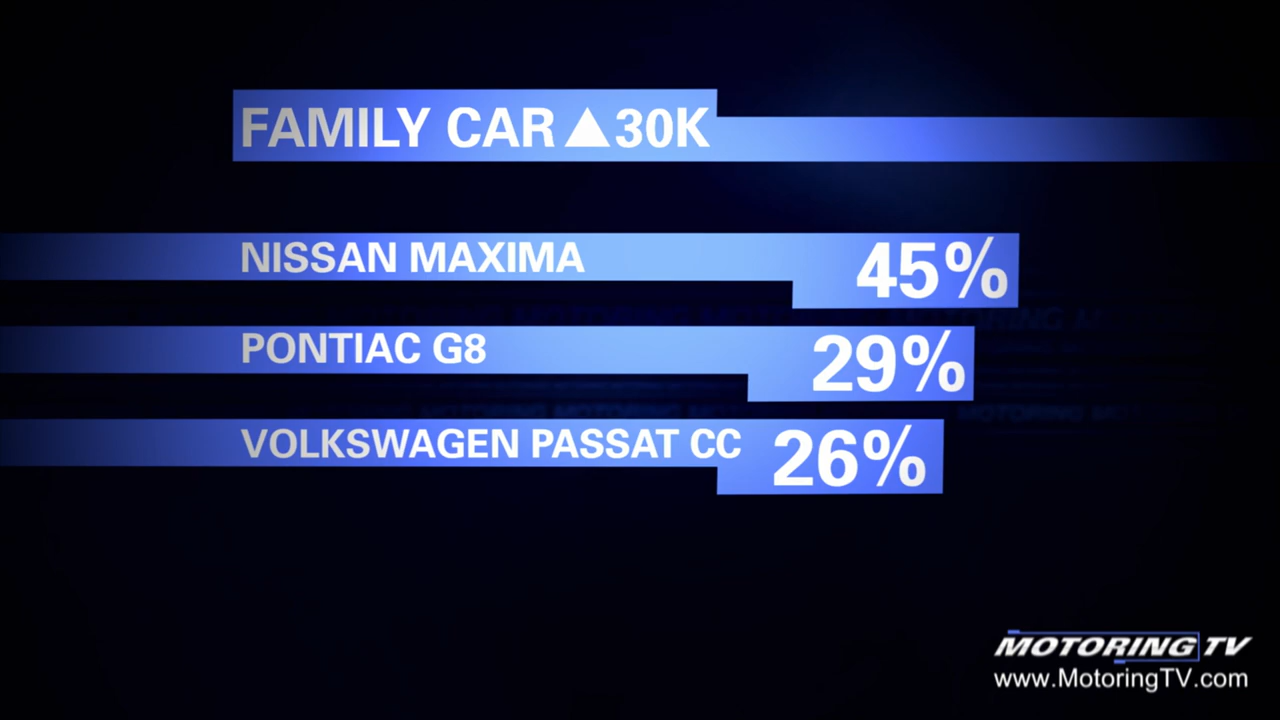 FAMILY CAR ▲30K
NISSAN MAXIMA 45%
PONTIAC G8 29%
VOLKSWAGEN PASSAT CC 26%
MOTORING TV
www.MotoringTV.com